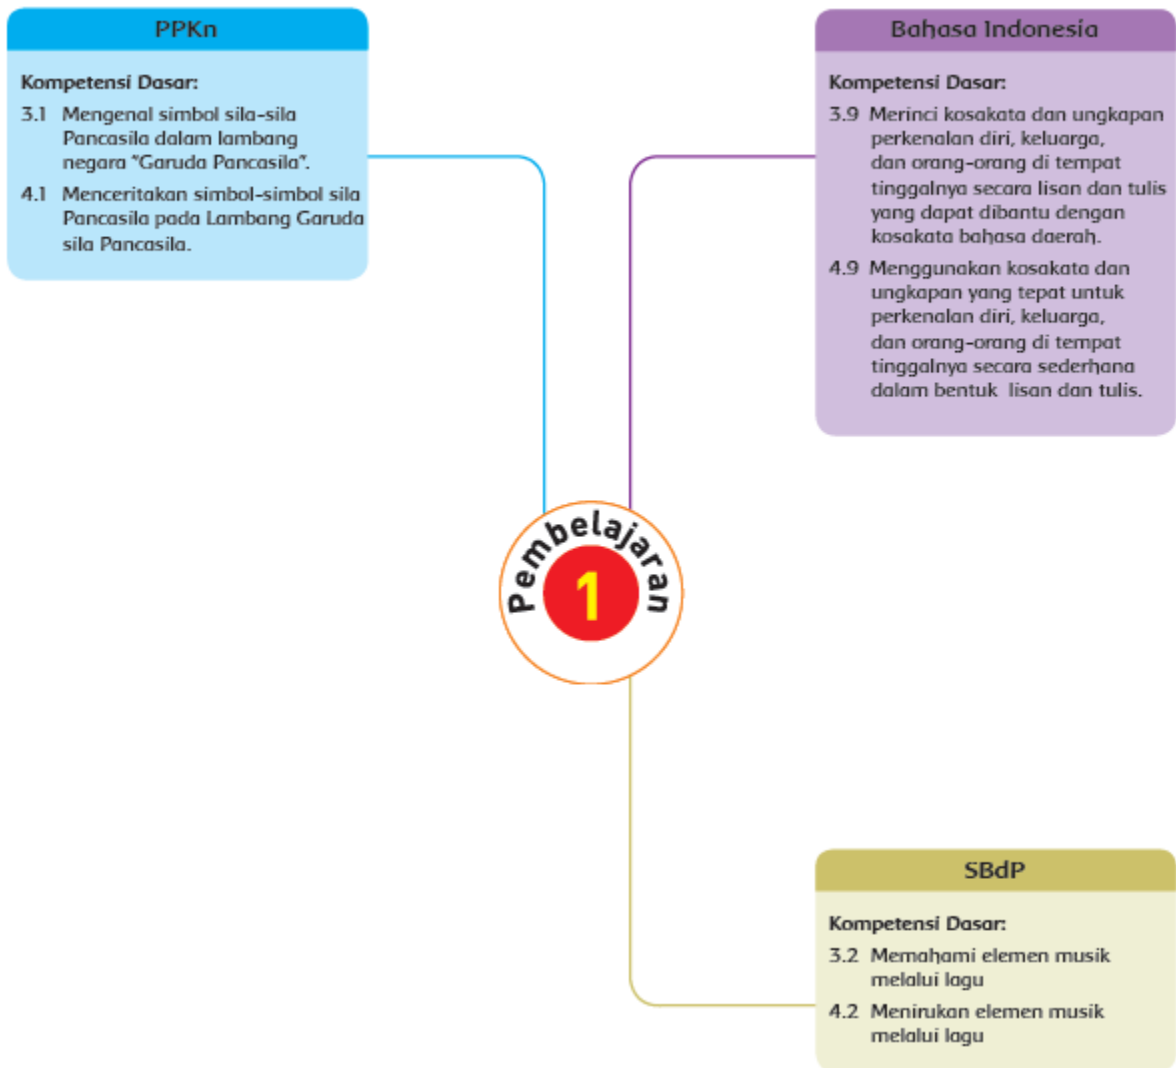 PPKn
Kompetensi Dasar:
3.1 Mengenal simbol sila-sila
Pancasila dalam lambang
negara "Garuda Pancasila".
4.1 Menceritakan simbol-simbol sila
Pancasila pada Lambang Garuda
sila Pancasila.
Bahasa Indonesia
Kompetensi Dasar:
3.9 Merinci kosakata dan ungkapan
perkenalan diri, keluarga,
dan orang-orang di tempat
tinggalnya secara lisan dan tulis
yang dapat dibantu dengan
kosakata bahasa daerah.
4.9 Menggunakan kosakata dan
ungkapan yang tepat untuk
perkenalan diri, keluarga,
dan orang-orang di tempat
tinggalnya secara sederhana
dalam bentuk lisan dan tulis.
Pembelajaran
1
SBdP
Kompetensi Dasar:
3.2 Memahami elemen musik
melalui lagu
4.2 Menirukan elemen musik
melalui lagu